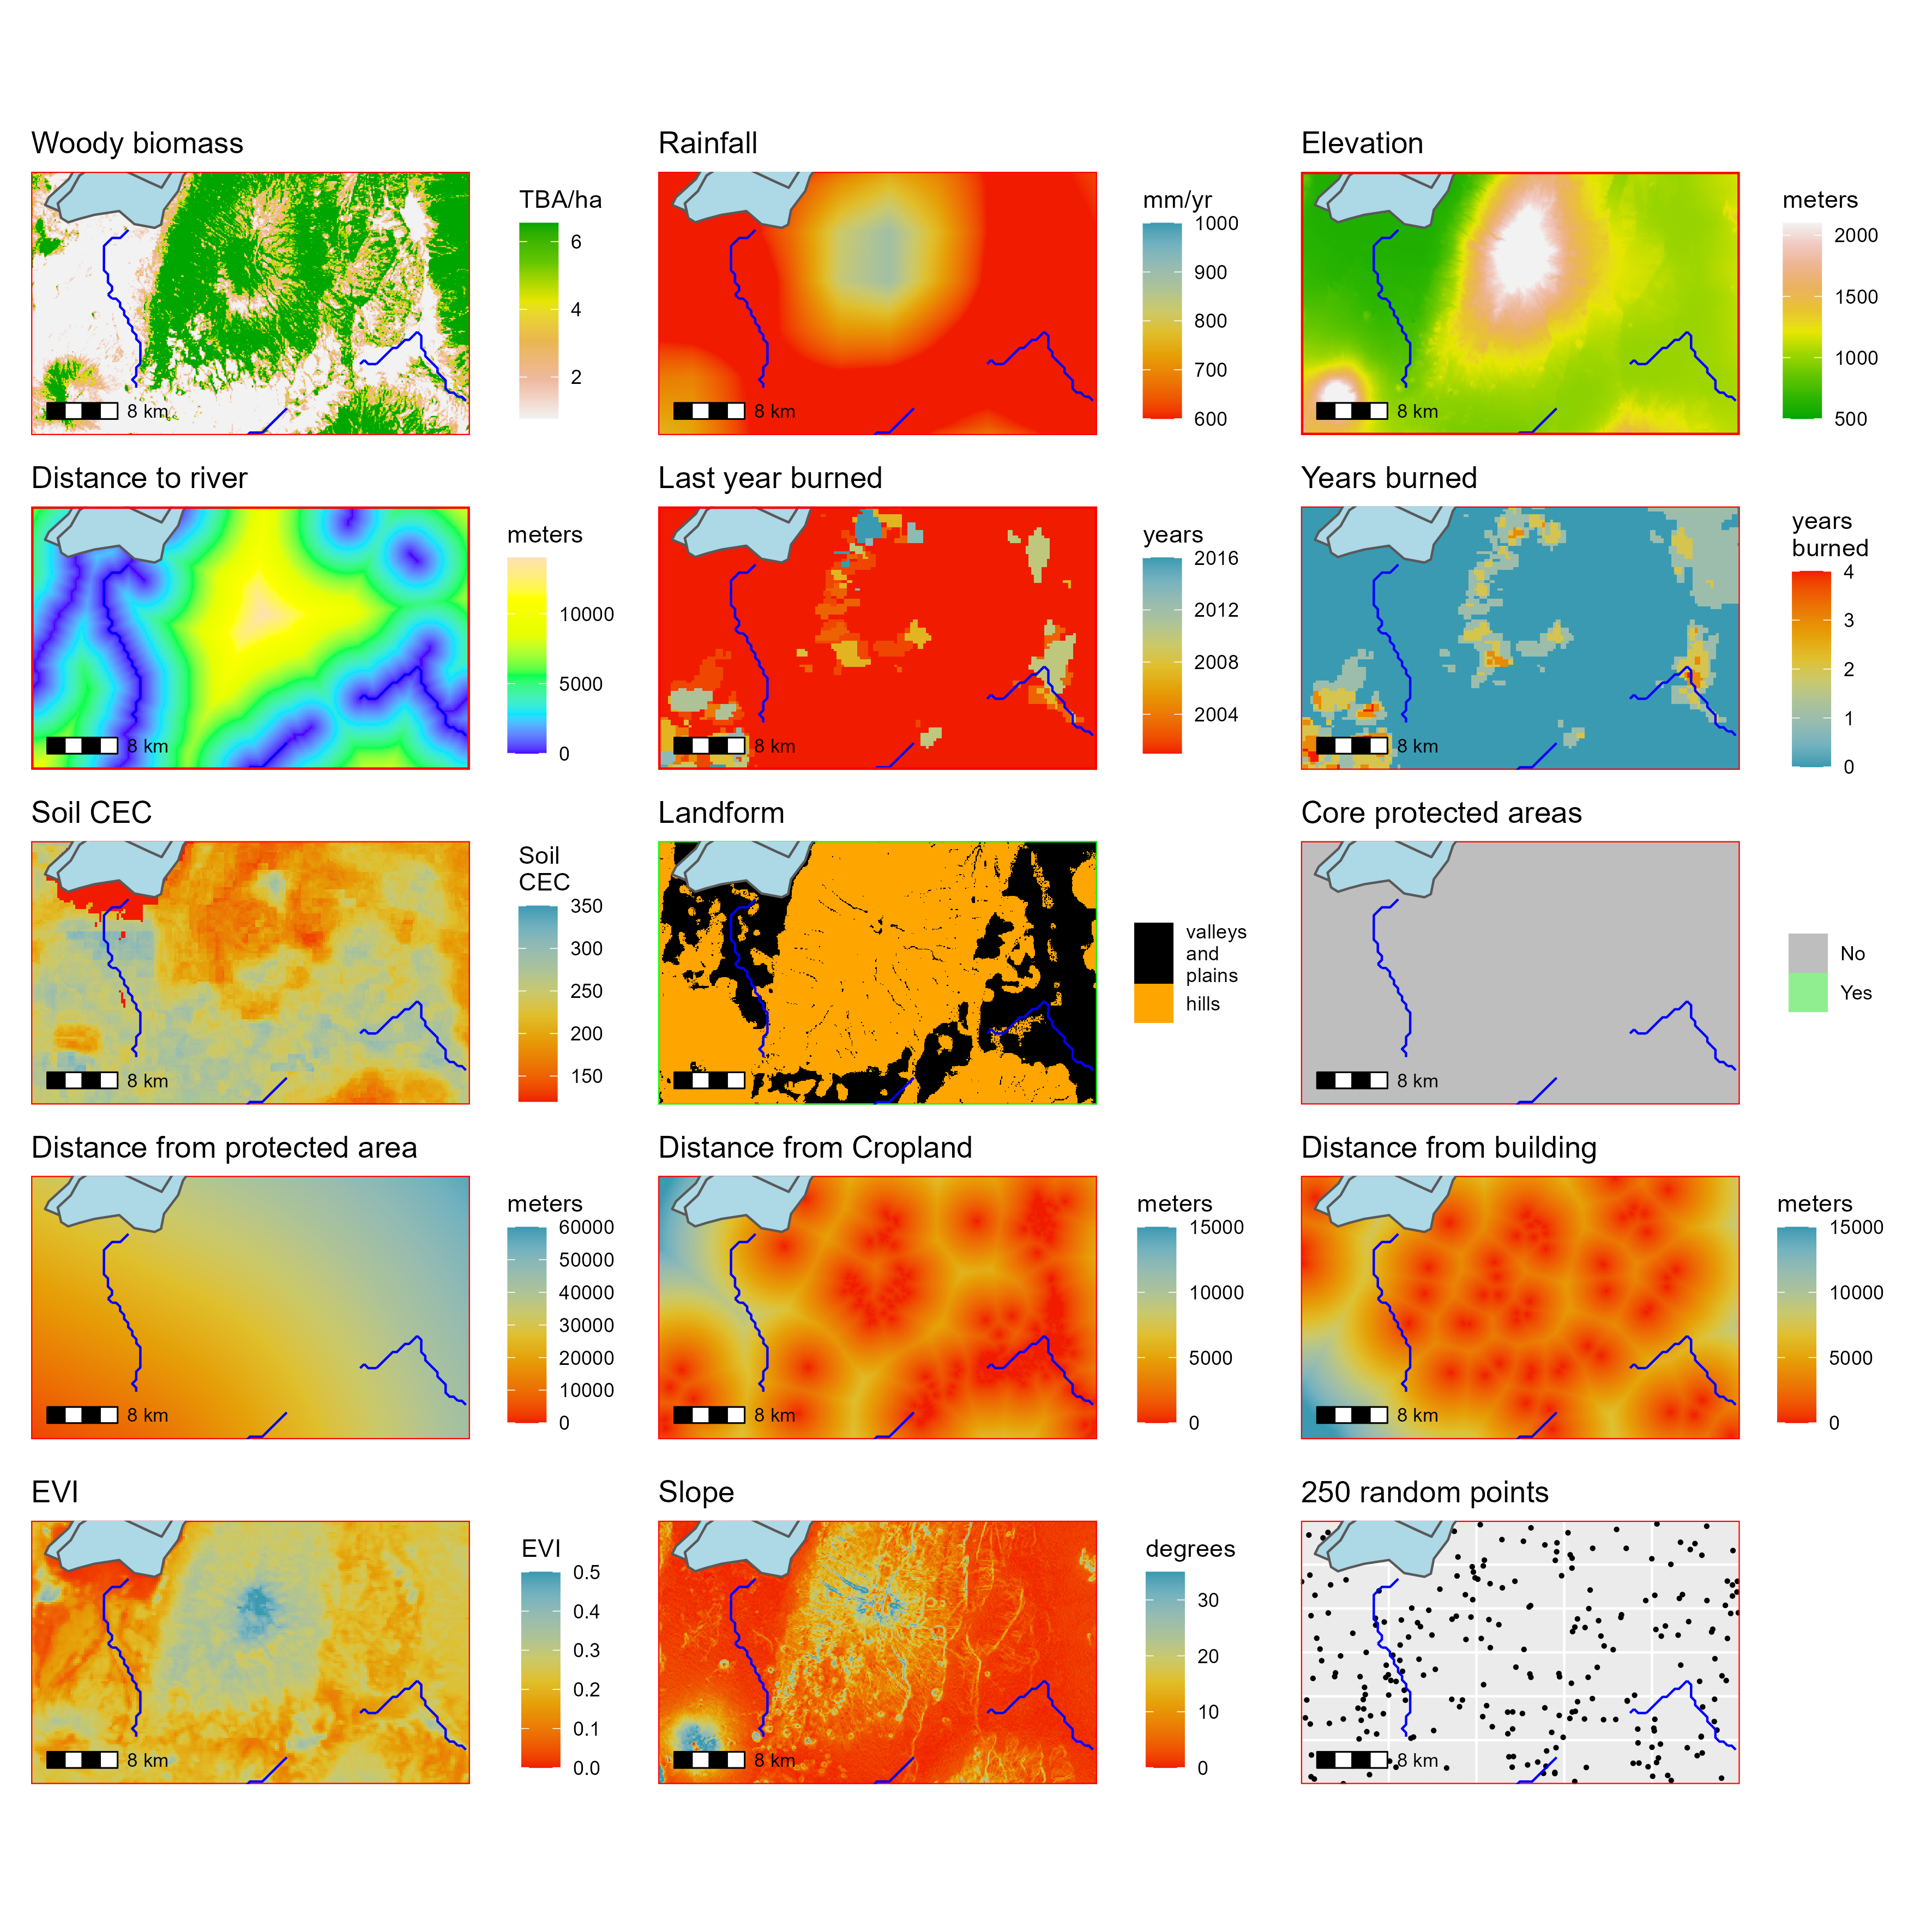 Woody biomass
TBA/ha
6
4
2
8 km
Rainfall
mm/yr
1000
900
800
700
600
8 km
Elevation
meters
2000
1500
1000
500
8 km
Distance to river
meters
10000
5000
0
8 km
Last year burned
years
2016
2012
2008
2004
8 km
Years burned
years
burned
4
3
2
1
0
8 km
Soil CEC
Soil
CEC
350
300
250
200
150
8 km
Landform
valleys
and
plains
hills
Core protected areas
No
Yes
8 km
Distance from protected area
meters
60000
50000
40000
30000
20000
10000
0
8 km
Distance from Cropland
meters
15000
10000
5000
0
8 km
Distance from building
meters
15000
10000
5000
0
8 km
EVI
EVI
0.5
0.4
0.3
0.2
0.1
0.0
8 km
Slope
degrees
30
20
10
0
8 km
250 random points
8 km